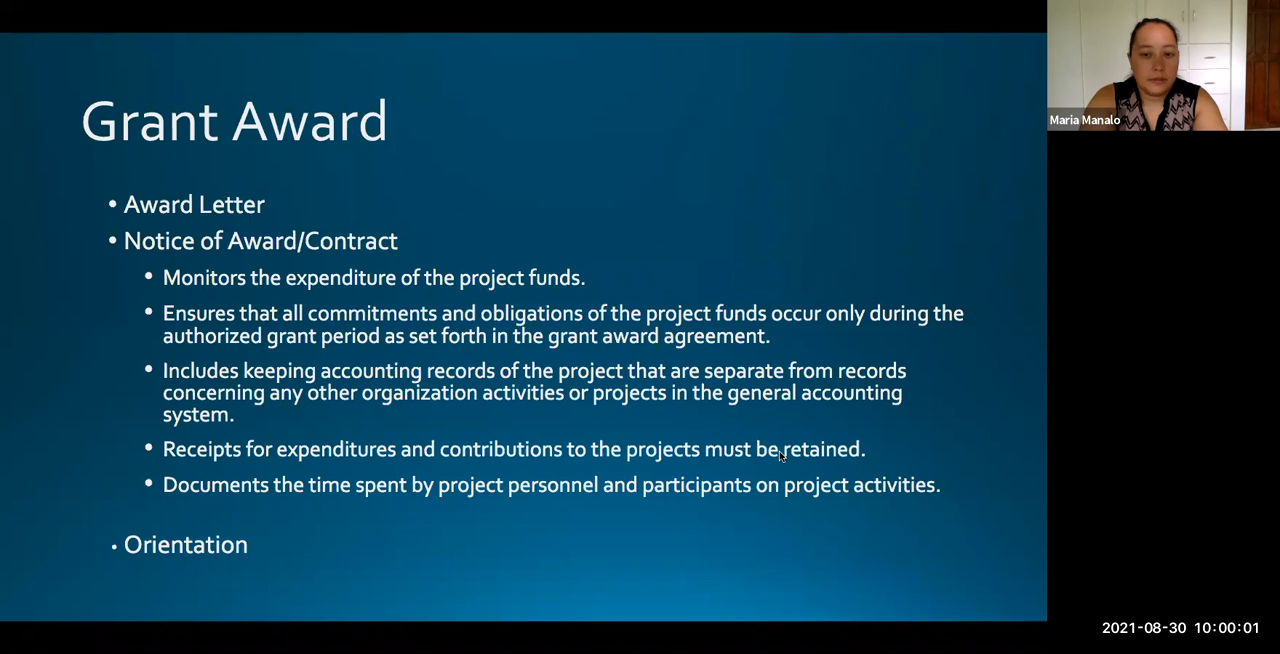 Grant Award
• Award Letter
• Notice of Award/Contract
• Monitors the expenditure of the project funds.
• Ensures that all commitments and obligations of the project funds occur only during the
authorized grant period as set forth in the grant award agreement.
• Includes keeping accounting records of the project that are separate from records
concerning any other organization activities or projects in the general accounting
system.
• Receipts for expenditures and contributions to the projects must be retained.
• Documents the time spent by project personnel and participants on project activities.
• Orientation
Maria Manalo
2021-08-30 10:00:01